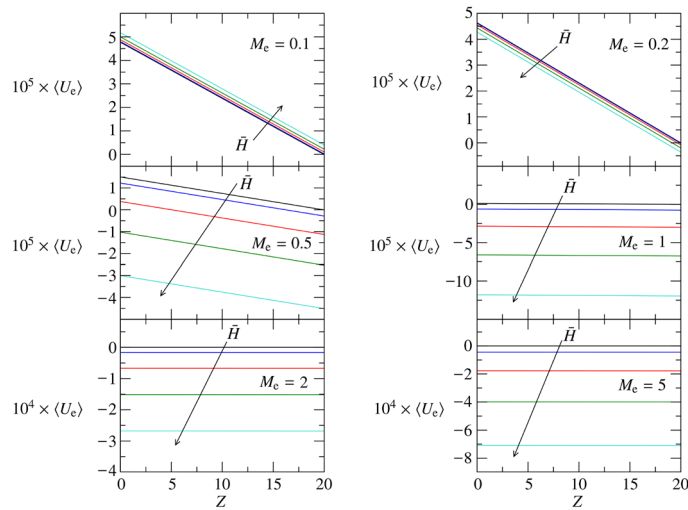 5
4
3
2
1
0
10⁵ × ⟨Uₑ⟩
Mₑ = 0.1
H̄
5
4
3
2
1
0
10⁵ × ⟨Uₑ⟩
H̄
Mₑ = 0.2
1
0
−1
−2
−3
−4
10⁵ × ⟨Uₑ⟩
H̄
Mₑ = 0.5
0
−5
−10
10⁵ × ⟨Uₑ⟩
H̄
Mₑ = 1
0
−1
−2
−3
−4
10⁴ × ⟨Uₑ⟩
H̄
Mₑ = 2
0 5 10 15 20
Z
0
−2
−4
−6
−8
10⁴ × ⟨Uₑ⟩
H̄
Mₑ = 5
0 5 10 15 20
Z